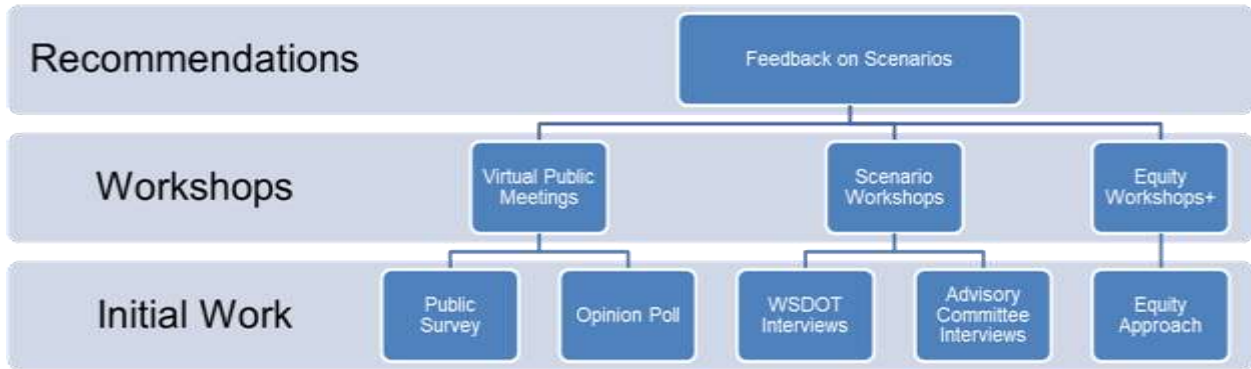 Recommendations
Feedback on Scenarios
Workshops
Virtual Public
Meetings
Scenario
Workshops
Equity
Workshops+
Initial Work
Public
Survey
Opinion Poll
WSDOT
Interviews
Advisory
Committee
Interviews
Equity
Approach